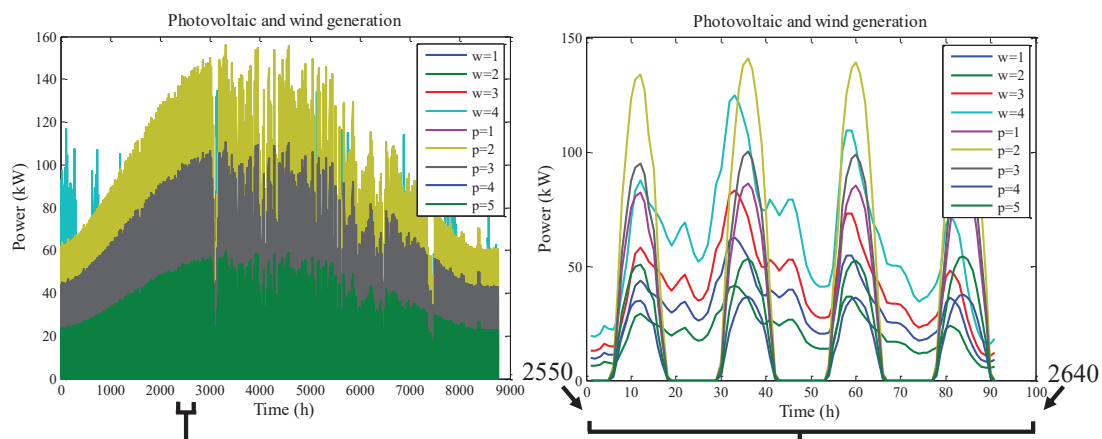 Photovoltaic and wind generation
160
140
120
100
80
60
40
20
0
Power (kW)
0 1000 2000 3000 4000 5000 6000 7000 8000 9000
Time (h)
w=1
w=2
w=3
w=4
p=1
p=2
p=3
p=4
p=5
Photovoltaic and wind generation
150
100
50
0
Power (kW)
0 10 20 30 40 50 60 70 80 90 100
Time (h)
w=1
w=2
w=3
w=4
p=1
p=2
p=3
p=4
p=5
2550
2640